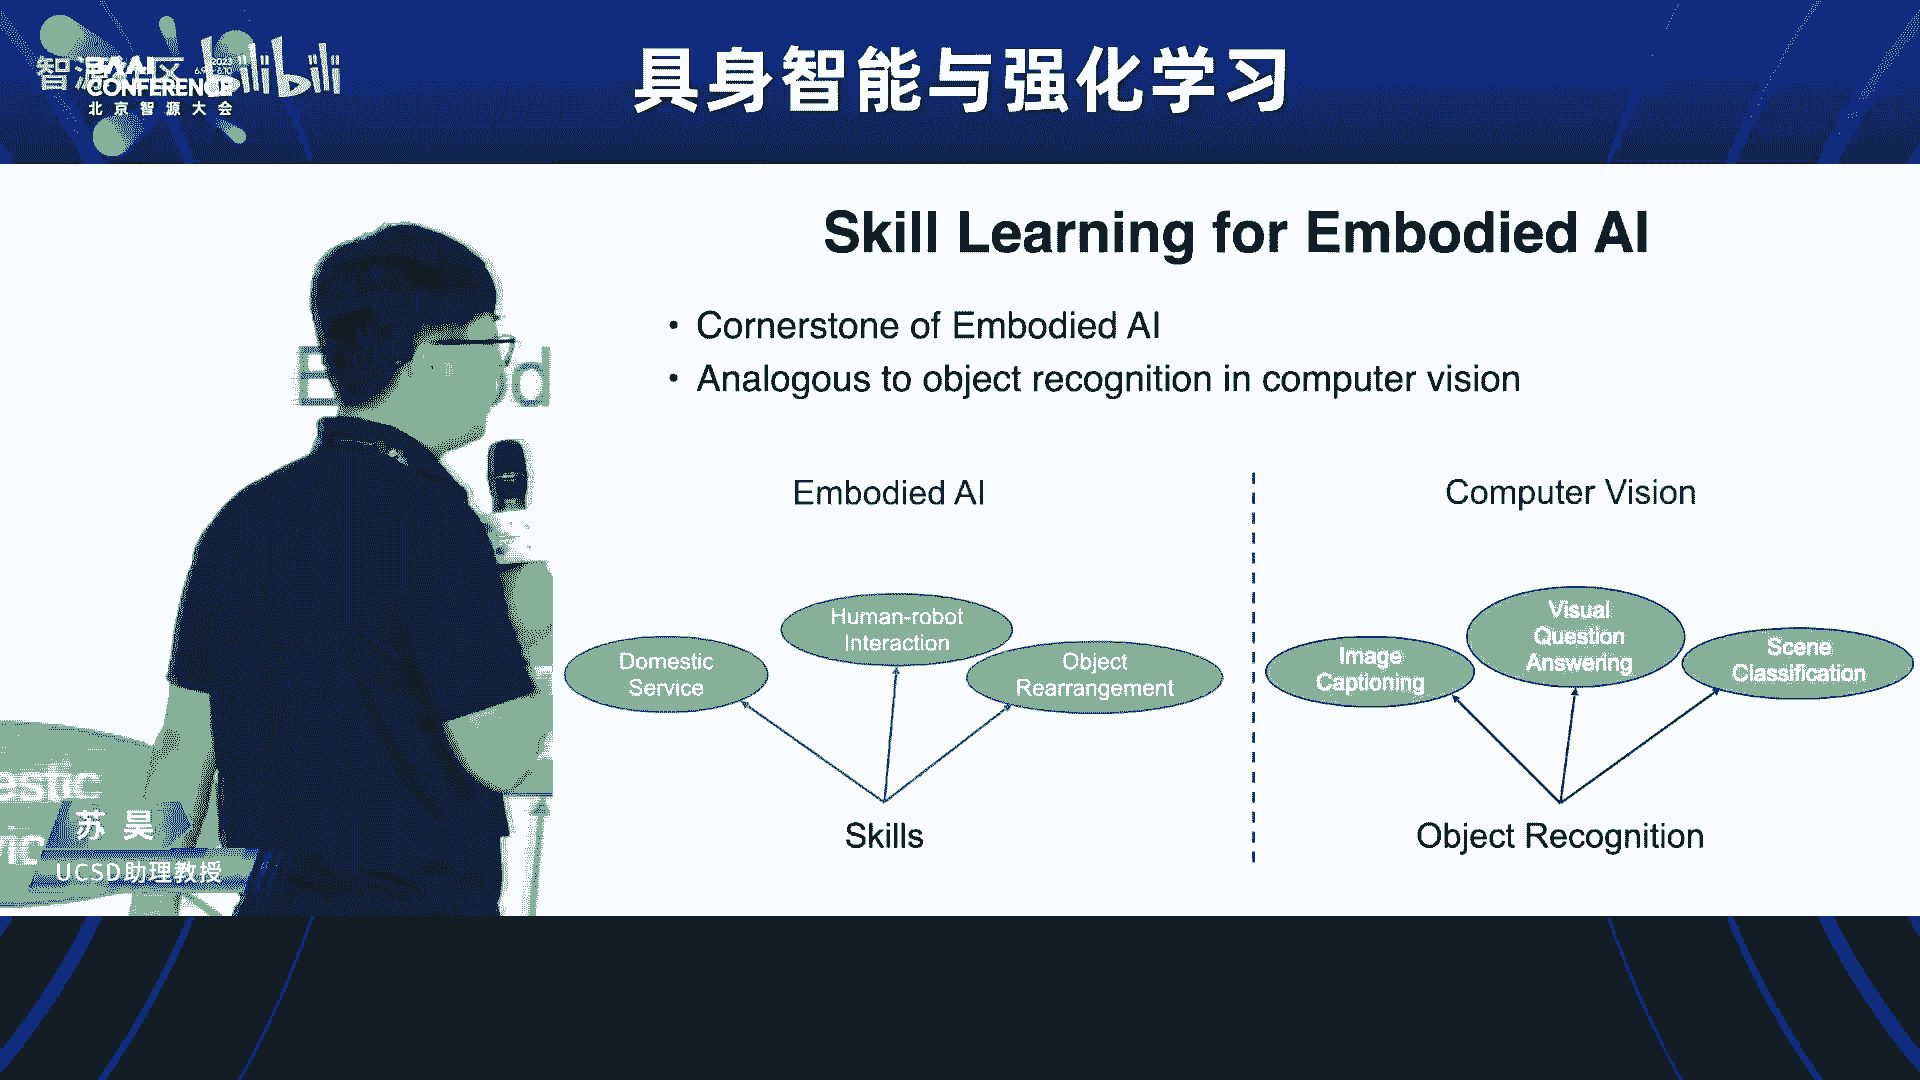 2023
CONFERENCE
北京智源大会
bilibili
具身智能与强化学习
Skill Learning for Embodied AI
• Cornerstone of Embodied AI
• Analogous to object recognition in computer vision
Embodied AI
Computer Vision
Human-robot
Interaction
Domestic
Service
Object
Rearrangement
Visual
Question
Answering
Image
Captioning
Scene
Classification
Skills
Object Recognition
苏昊
UCSD助理教授